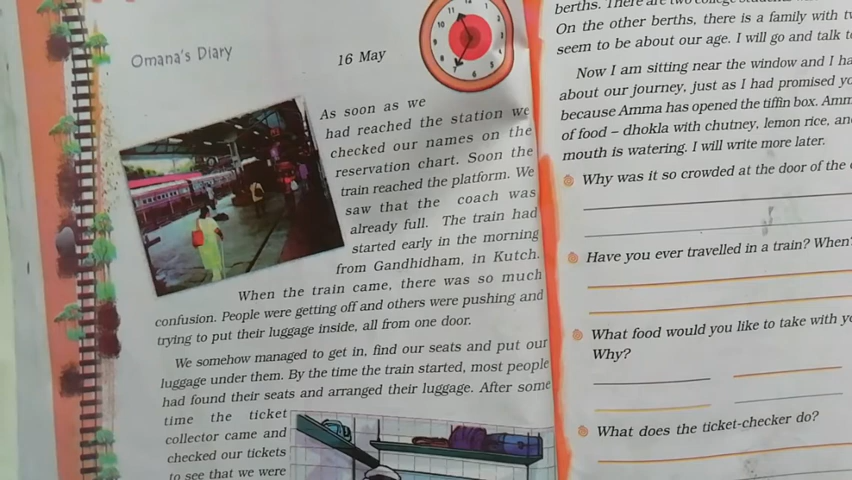 Omana's Diary
16 May
As soon as we
had reached the station we
checked our names on the
reservation chart. Soon the
train reached the platform. We
saw that the coach was
already full. The train had
started early in the morning
from Gandhidham, in Kutch.
When the train came, there was so much
confusion. People were getting off and others were pushing and
trying to put their luggage inside, all from one door.
We somehow managed to get in, find our seats and put our
luggage under them. By the time the train started, most people
had found their seats and arranged their luggage. After some
time the ticket
collector came and
checked our tickets
to see that we were
berths. There are two college
On the other berths, there is a family with
seem to be about our age. I will go and talk
Now I am sitting near the window and I
about our journey, just as I had promised
because Amma has opened the tiffin box.
of food – dhokla with chutney, lemon rice,
mouth is watering. I will write more later.
Why was it so crowded at the door of the
Have you ever travelled in a train? When?
What food would you like to take with
Why?
What does the ticket-checker do?